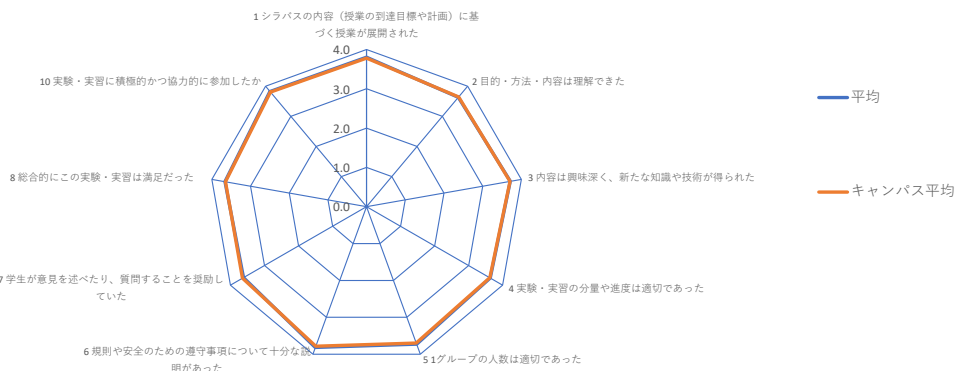 1 シラバスの内容（授業の到達目標や計画）に基
づく授業が展開された
4.0
10 実験・実習に積極的かつ協力的に参加したか
2 目的・方法・内容は理解できた
平均
3.0
2.0
1.0
8 総合的にこの実験・実習は満足だった
3 内容は興味深く、新たな知識や技術が得られた
キャンパス平均
0.0
7 学生が意見を述べたり、質問することを奨励し
ていた
4 実験・実習の分量や進度は適切であった
6 規則や安全のための遵守事項について十分な説
明があった
5 1グループの人数は適切であった